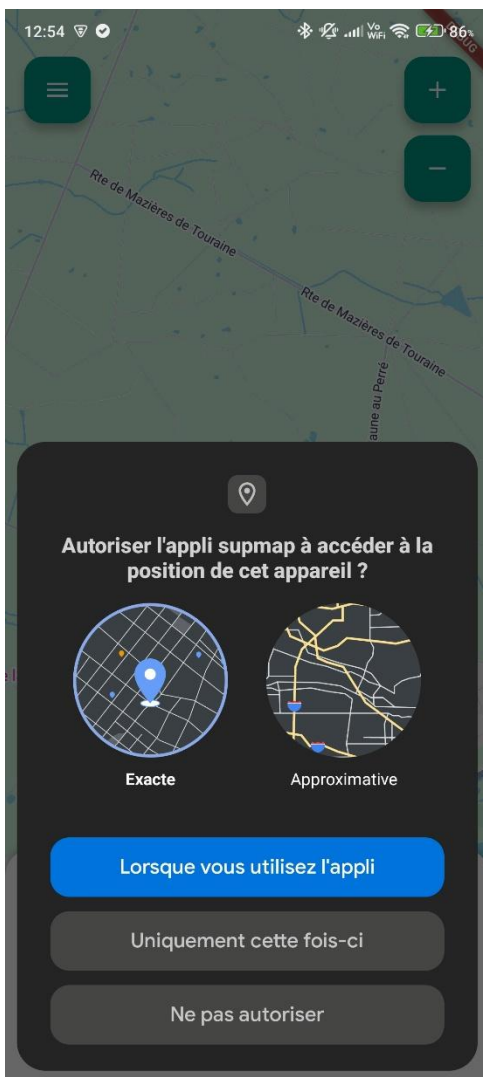 12:54
Vo
WiFi
86%
+
−
Rte de Mazières de Touraine
Rte de Mazières de Touraine
aune au Perré
Autoriser l'appli supmap à accéder à la
position de cet appareil ?
Exacte
Approximative
Lorsque vous utilisez l'appli
Uniquement cette fois-ci
Ne pas autoriser